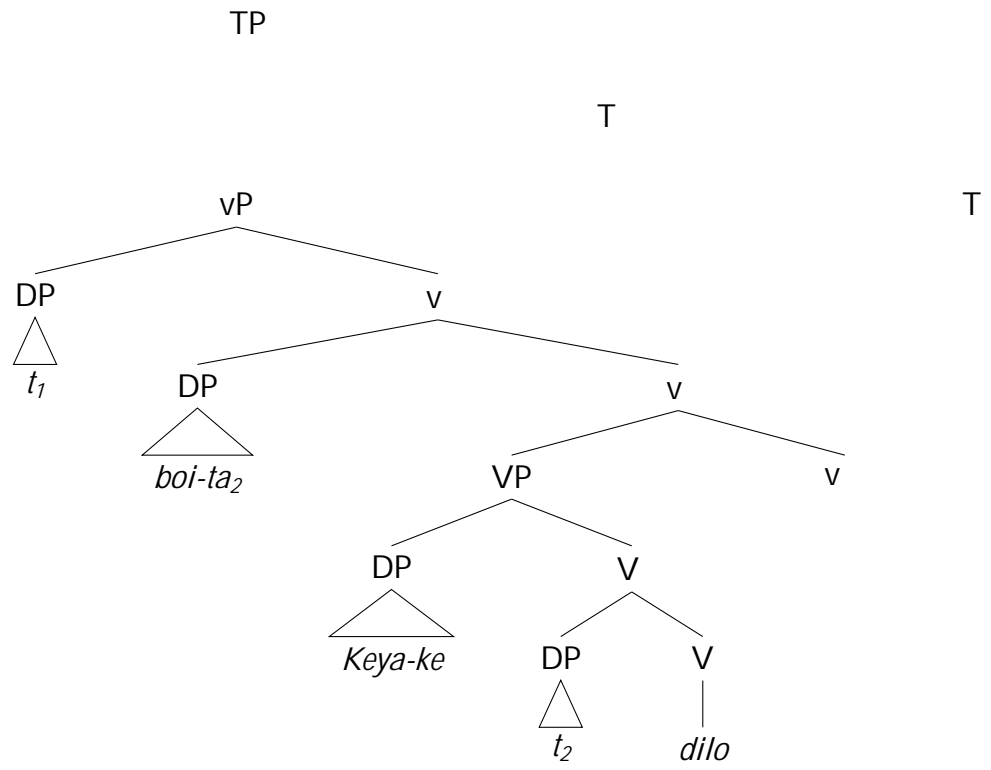 TP
T
vP T
DP v
t1 DP v
boi-ta2 VP v
DP V
Keya-ke DP V
t2 dilo